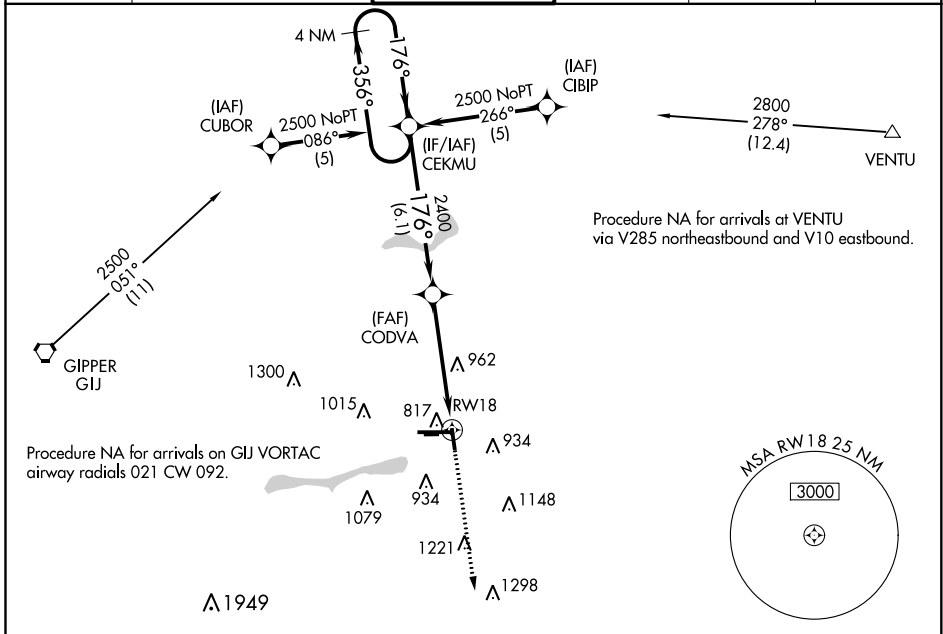 4 NM
176°
356°
(IAF)
CUBOR
2500 NoPT
086°
(5)
(IF/IAF)
CEKMU
2500 NoPT
266°
(5)
(IAF)
CIBIP
2800
278°
(12.4)
VENTU
2400
176°
(6.1)
Procedure NA for arrivals at VENTU
via V285 northeastbound and V10 eastbound.
2500
051°
(11)
GIPPER
GIJ
(FAF)
CODVA
962
1300
1015
817
RW18
934
Procedure NA for arrivals on GIJ VORTAC
airway radials 021 CW 092.
934
1079
1148
1221
1298
1949
MSA RW18 25 NM
3000